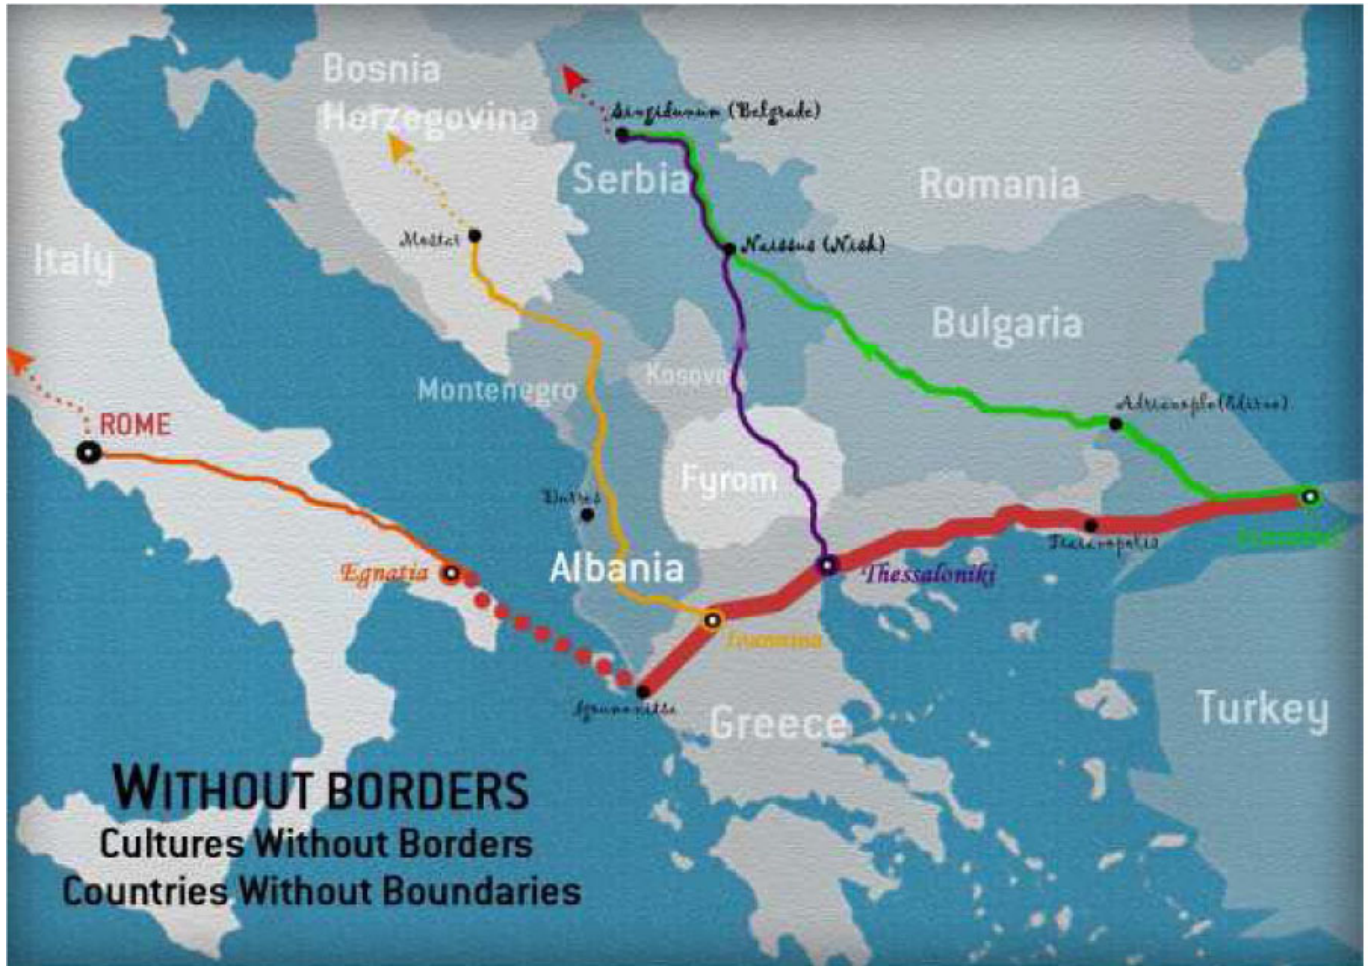 Bosnia
Herzegovina
Singidunum (Belgrade)
Serbia
Romania
Mostar
Naissus (Nish)
Italy
Bulgaria
Montenegro
Kosovo
Adrianople (Edirne)
ROME
Fyrom
Durres
Albania
Egnatia
Thessaloniki
Greece
Turkey
WITHOUT BORDERS
Cultures Without Borders
Countries Without Boundaries